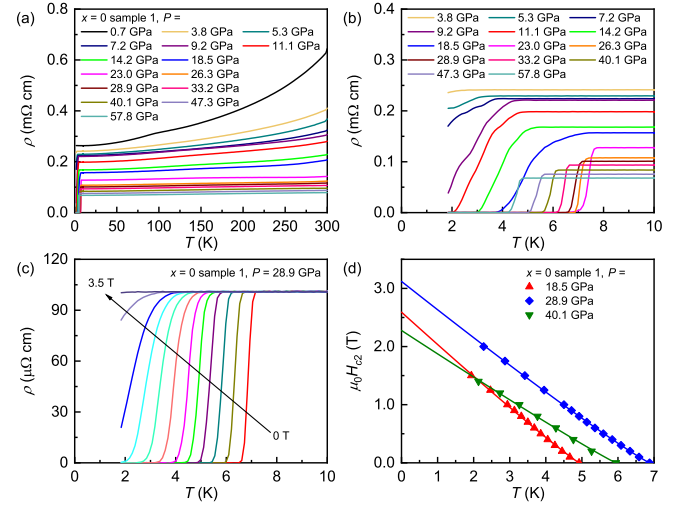 (a)
x = 0 sample 1, P =
0.7 GPa 3.8 GPa 5.3 GPa
7.2 GPa 9.2 GPa 11.1 GPa
14.2 GPa 18.5 GPa
23.0 GPa 26.3 GPa
28.9 GPa 33.2 GPa
40.1 GPa 47.3 GPa
57.8 GPa
ρ (mΩ cm)
0.8
0.6
0.4
0.2
0.0
0 50 100 150 200 250 300
T (K)
(b)
3.8 GPa 5.3 GPa 7.2 GPa
9.2 GPa 11.1 GPa 14.2 GPa
18.5 GPa 23.0 GPa 26.3 GPa
28.9 GPa 33.2 GPa 40.1 GPa
47.3 GPa 57.8 GPa
ρ (mΩ cm)
0.4
0.3
0.2
0.1
0.0
0 2 4 6 8 10
T (K)
(c)
x = 0 sample 1, P = 28.9 GPa
3.5 T
0 T
ρ (μΩ cm)
120
90
60
30
0
0 2 4 6 8 10
T (K)
(d)
x = 0 sample 1, P =
18.5 GPa
28.9 GPa
40.1 GPa
μ0Hc2 (T)
3.0
2.0
1.0
0.0
0 1 2 3 4 5 6 7
T (K)